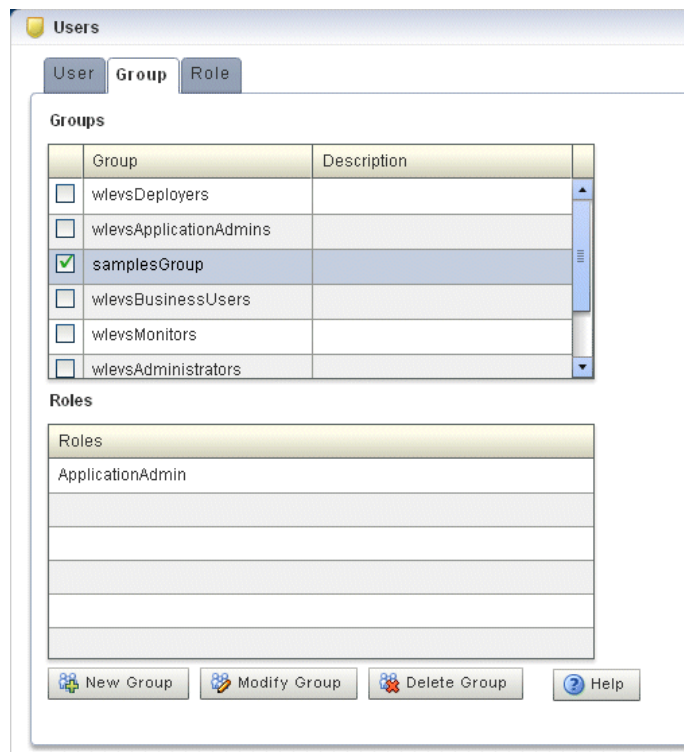 Users
User Group Role
Groups
Group Description
wlevsDeployers
wlevsApplicationAdmins
samplesGroup
wlevsBusinessUsers
wlevsMonitors
wlevsAdministrators
Roles
Roles
ApplicationAdmin
New Group Modify Group Delete Group Help